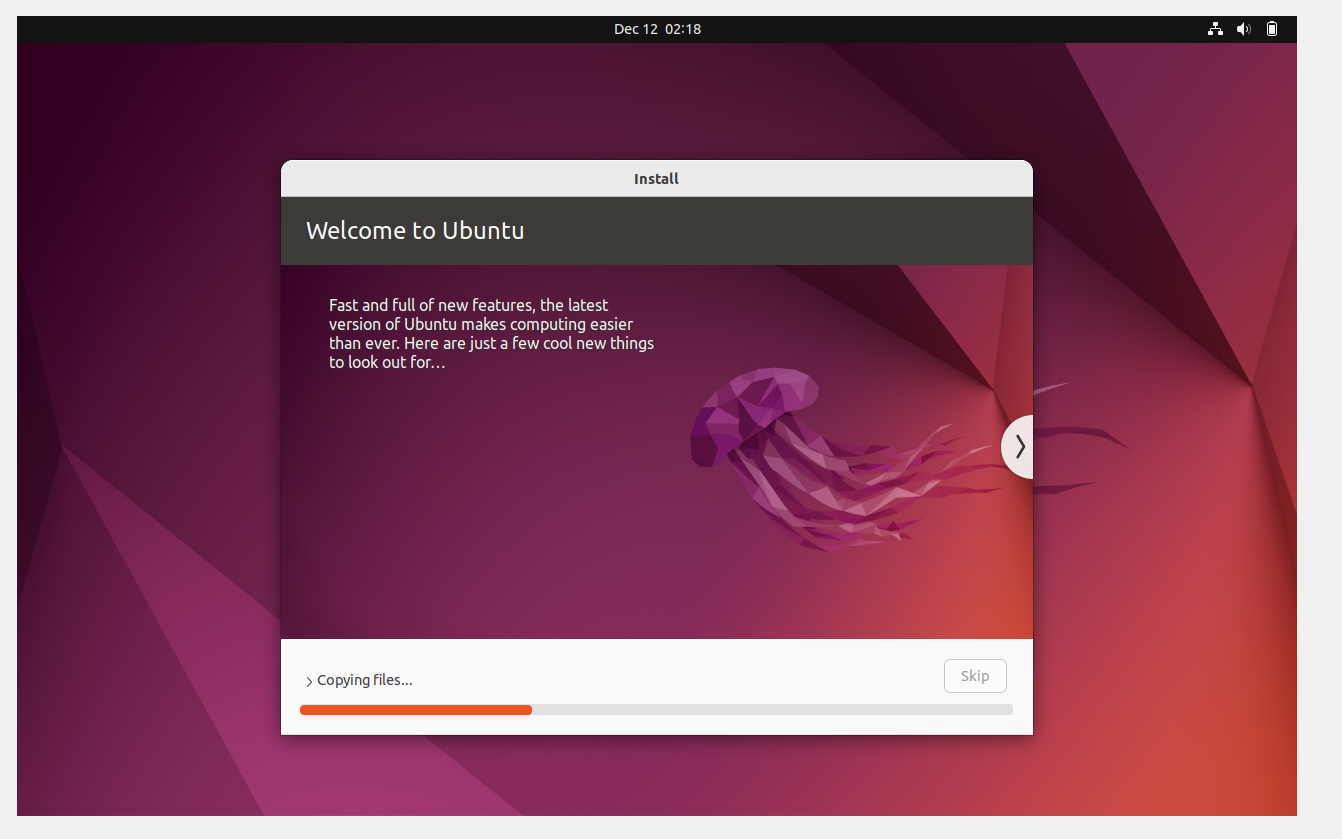 Dec 12 02:18
Install
Welcome to Ubuntu
Fast and full of new features, the latest
version of Ubuntu makes computing easier
than ever. Here are just a few cool new things
to look out for…
Copying files…
Skip